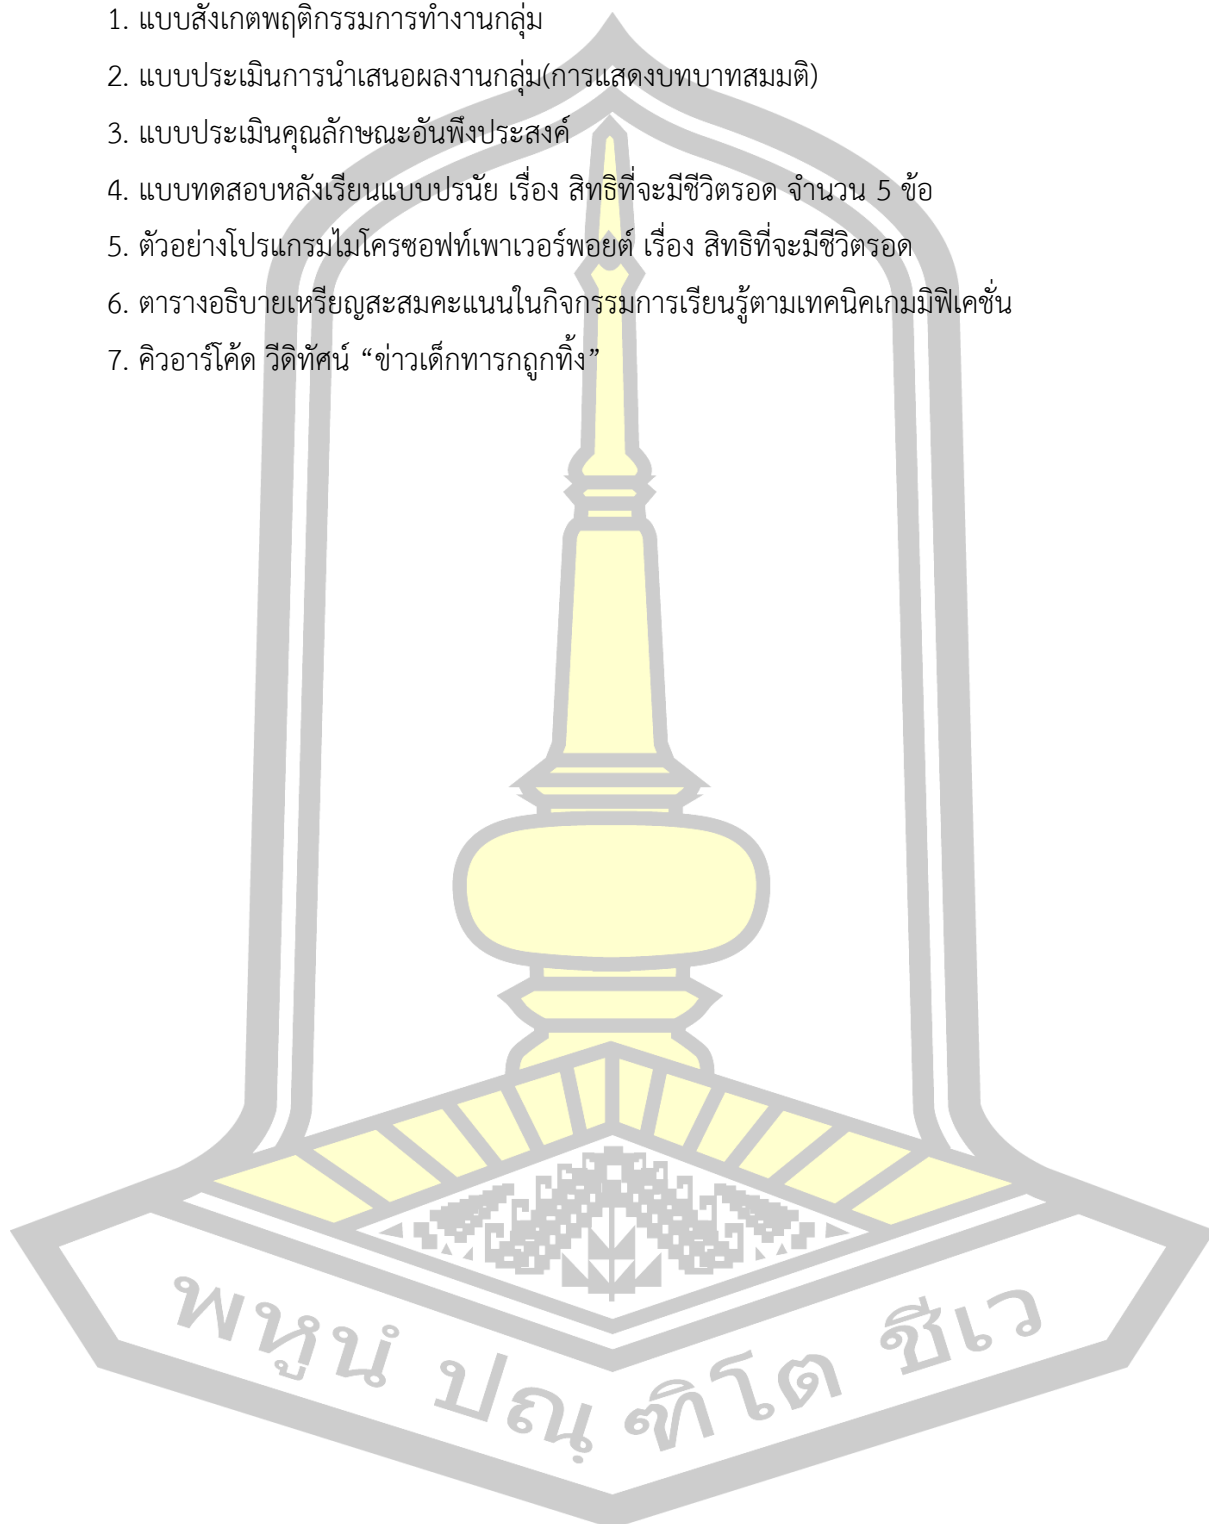 1. แบบสังเกตพฤติกรรมการทำงานกลุ่ม
2. แบบประเมินการนำเสนอผลงานกลุ่ม(การแสดงบทบาทสมมติ)
3. แบบประเมินคุณลักษณะอันพึงประสงค์
4. แบบทดสอบหลังเรียนแบบปรนัย เรื่อง สิทธิที่จะมีชีวิตรอด จำนวน 5 ข้อ
5. ตัวอย่างโปรแกรมไมโครซอฟท์เพาเวอร์พอยต์ เรื่อง สิทธิที่จะมีชีวิตรอด
6. ตารางอธิบายเหรียญสะสมคะแนนในกิจกรรมการเรียนรู้ตามเทคนิคเกมมิฟิเคชั่น
7. คิวอาร์โค้ด วีดิทัศน์ “ข่าวเด็กทารกถูกทิ้ง”
พหูนํ ปณฺ ฑิโต ชีเว